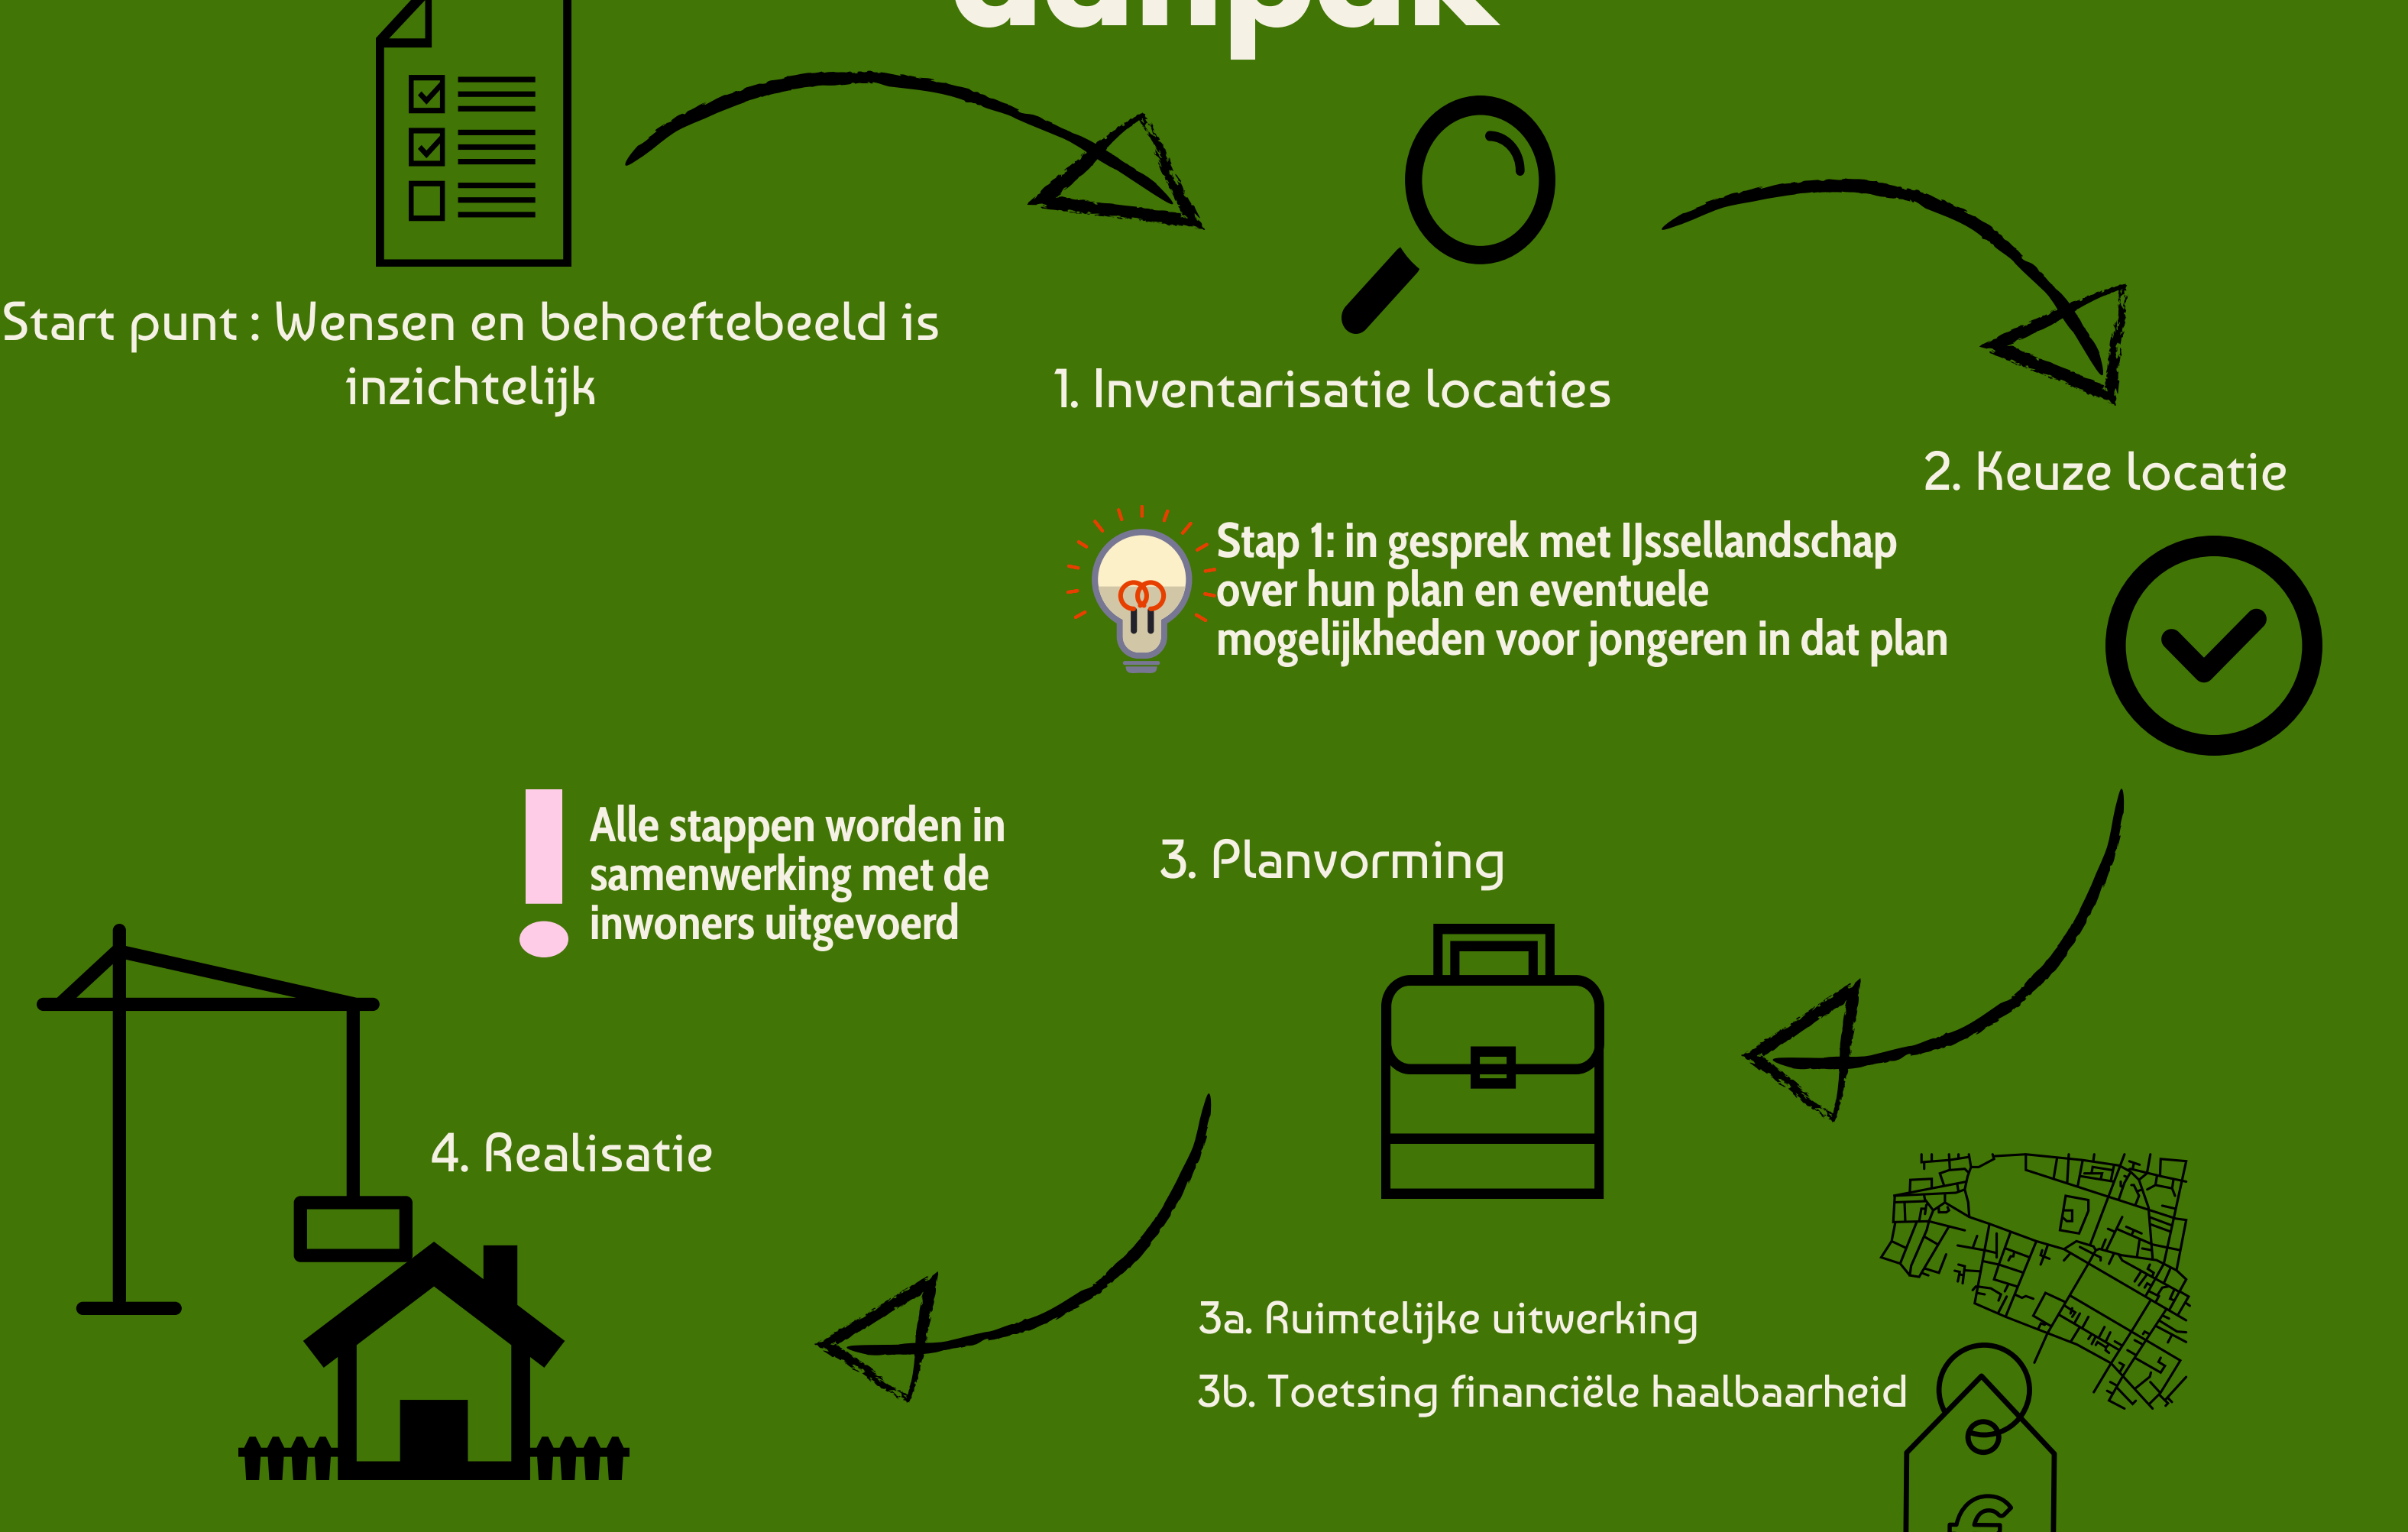 aanpak
Start punt : Wensen en behoeftebeeld is
inzichtelijk
1. Inventarisatie locaties
2. Keuze locatie
Stap 1: in gesprek met IJssellandschap
over hun plan en eventuele
mogelijkheden voor jongeren in dat plan
Alle stappen worden in
samenwerking met de
inwoners uitgevoerd
3. Planvorming
4. Realisatie
3a. Ruimtelijke uitwerking
3b. Toetsing financiële haalbaarheid